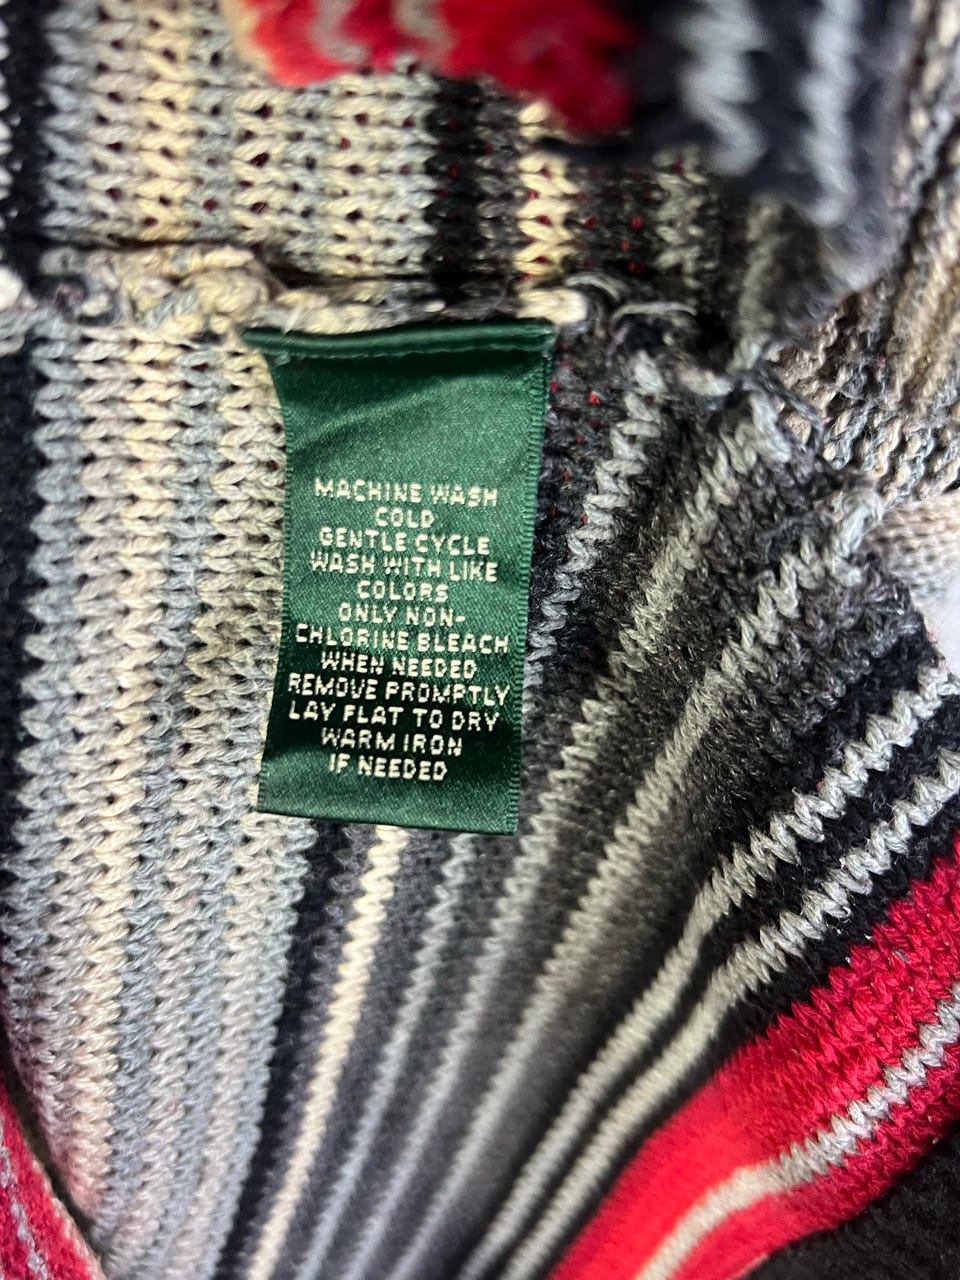 MACHINE WASH
COLD
GENTLE CYCLE
WASH WITH LIKE
COLORS
ONLY NON-
CHLORINE BLEACH
WHEN NEEDED
REMOVE PROMPTLY
LAY FLAT TO DRY
WARM IRON
IF NEEDED